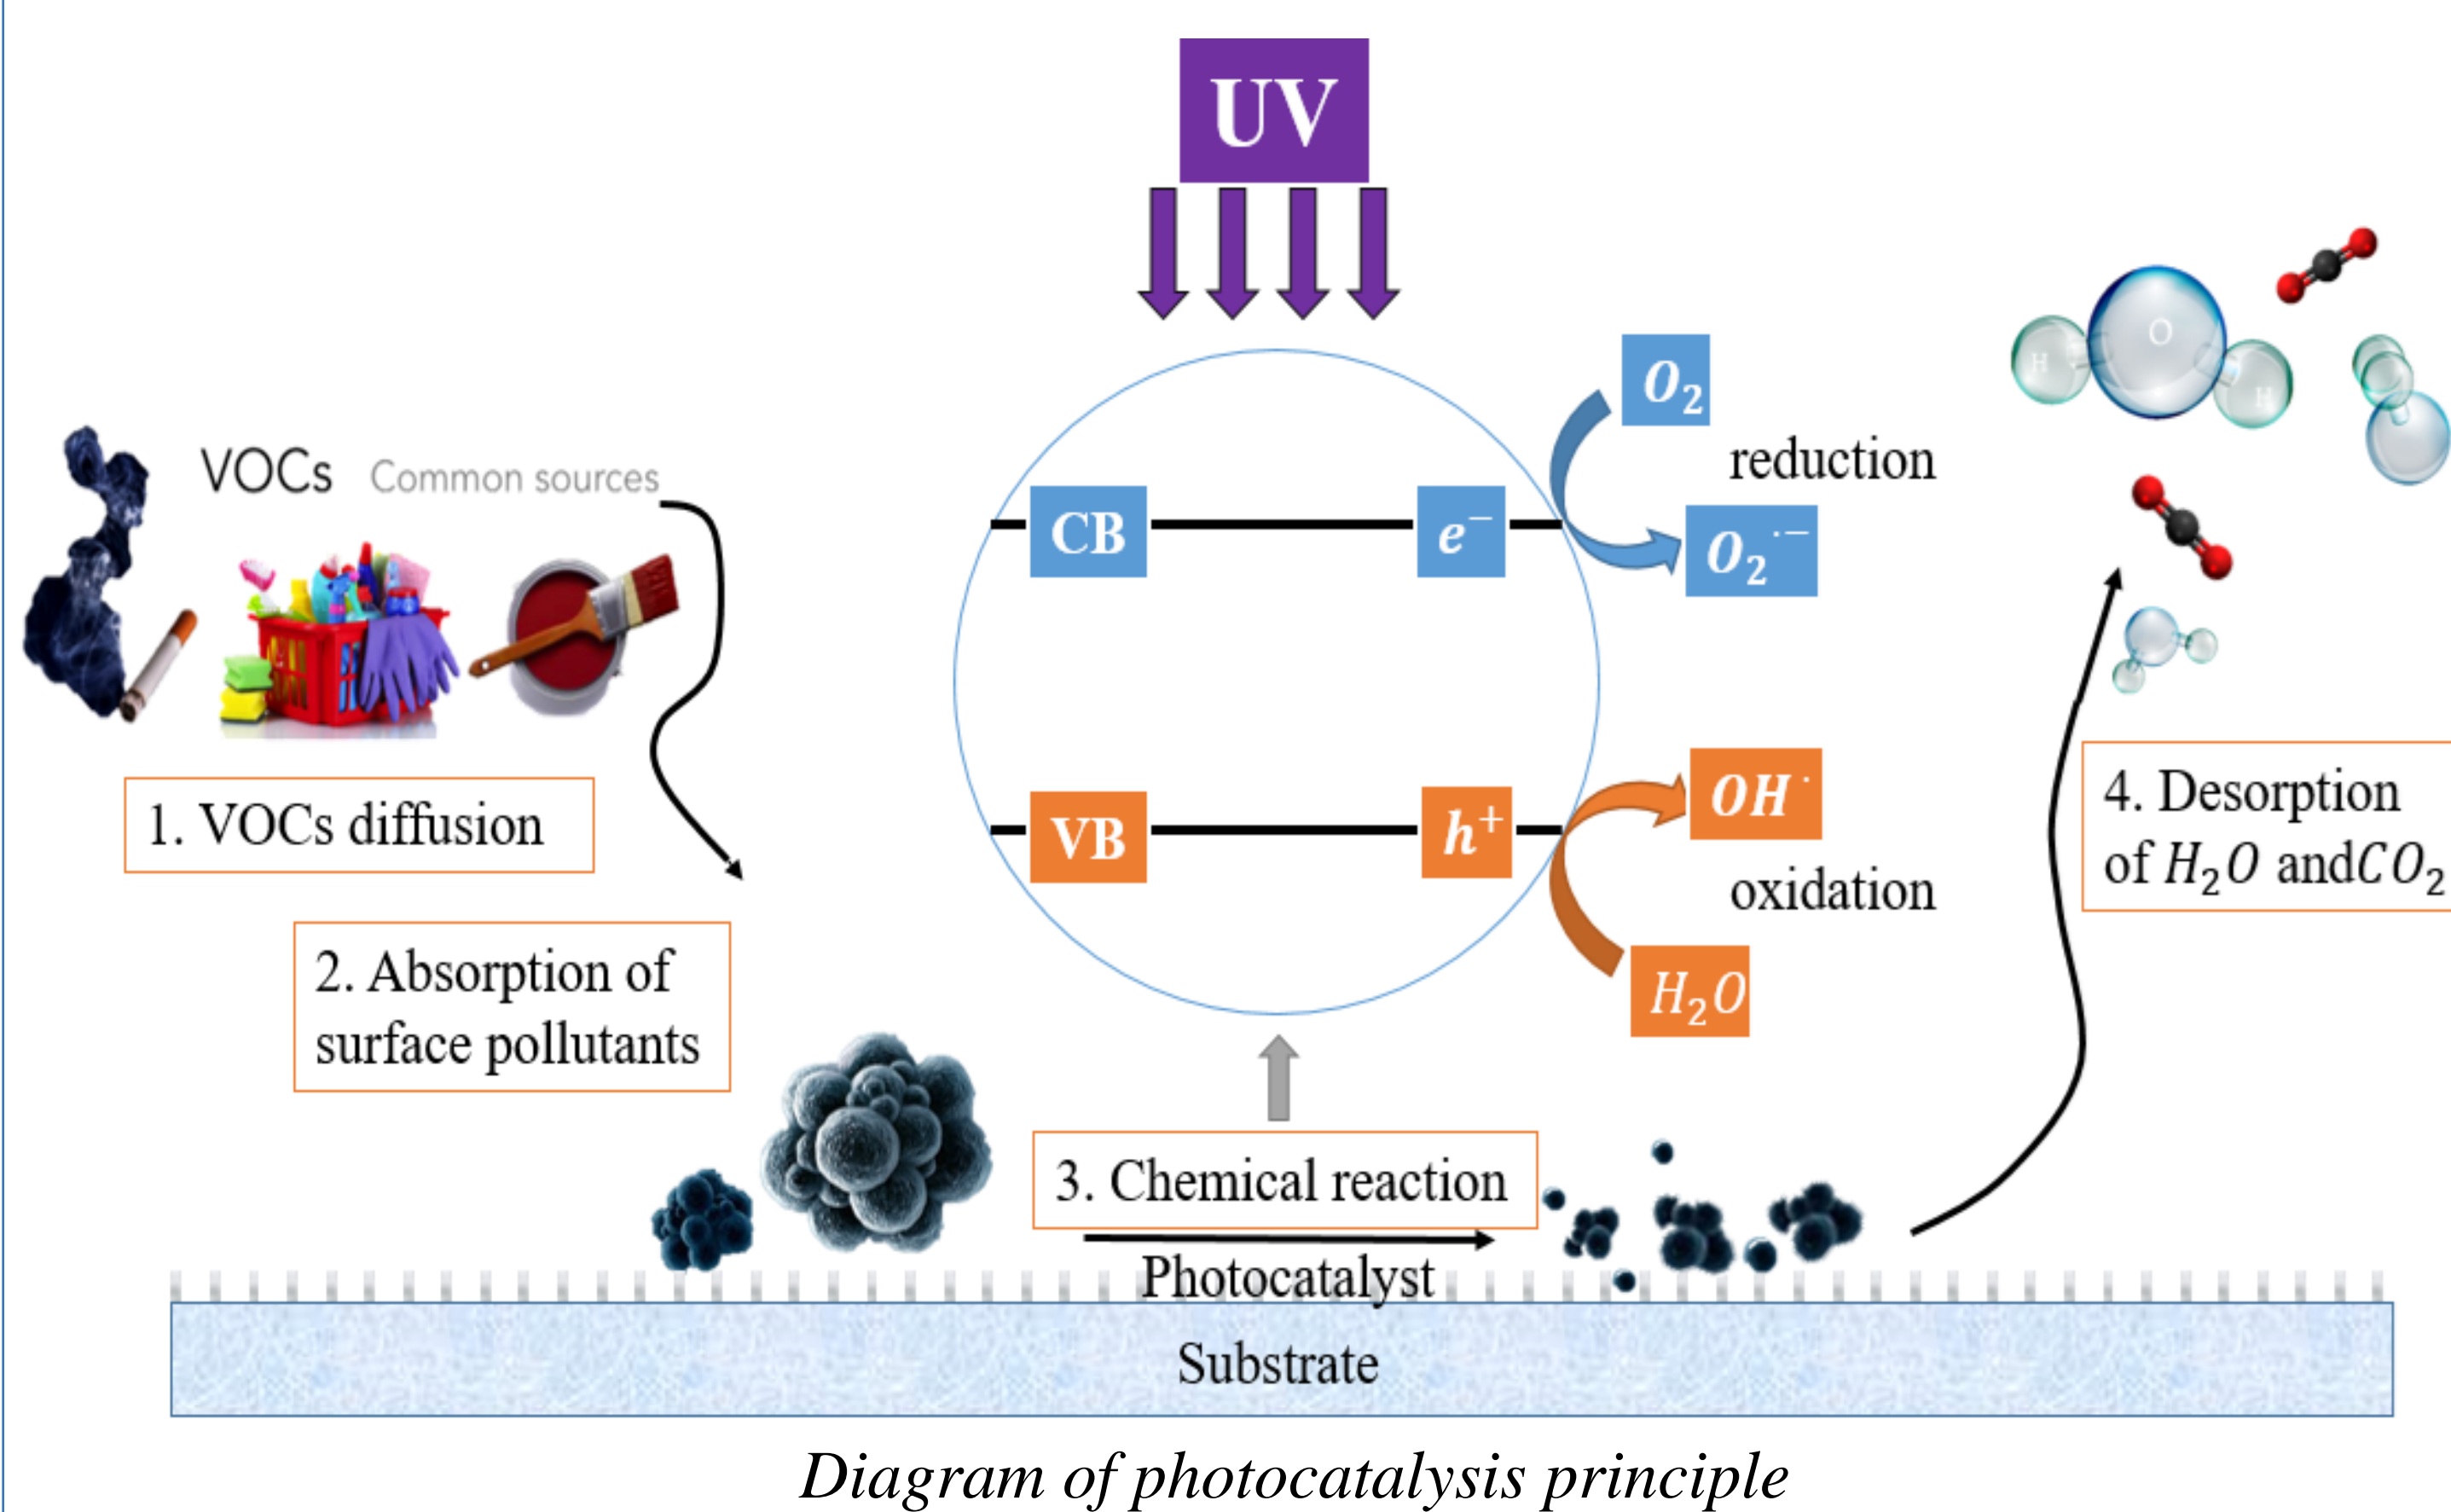 UV
VOCs Common sources
O₂
reduction
CB
e⁻
O₂˙⁻
1. VOCs diffusion
VB
h⁺
OH˙
oxidation
H₂O
2. Absorption of
surface pollutants
3. Chemical reaction
Photocatalyst
H O H
4. Desorption
of H₂O andCO₂
Substrate
Diagram of photocatalysis principle